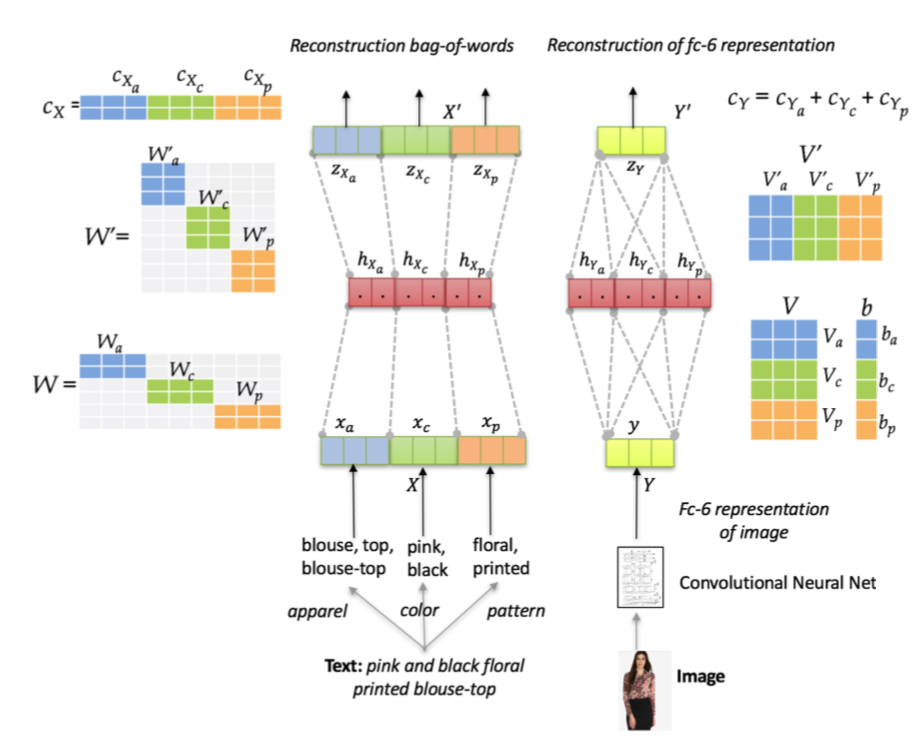 Reconstruction bag-of-words
Reconstruction of fc-6 representation
c_X = c_{X_a} c_{X_c} c_{X_p}
X'
Y'
c_Y = c_{Y_a} + c_{Y_c} + c_{Y_p}
z_{X_a} z_{X_c} z_{X_p}
z_Y
W'= W'_a W'_c W'_p
V'
V'_a V'_c V'_p
h_{X_a} h_{X_c} h_{X_p}
h_{Y_a} h_{Y_c} h_{Y_p}
W = W_a W_c W_p
V b
V_a b_a
V_c b_c
V_p b_p
x_a x_c x_p
y
X
Y
Fc-6 representation
of image
blouse, top,
blouse-top
pink,
black
floral,
printed
Convolutional Neural Net
apparel
color
pattern
Text: pink and black floral
printed blouse-top
Image